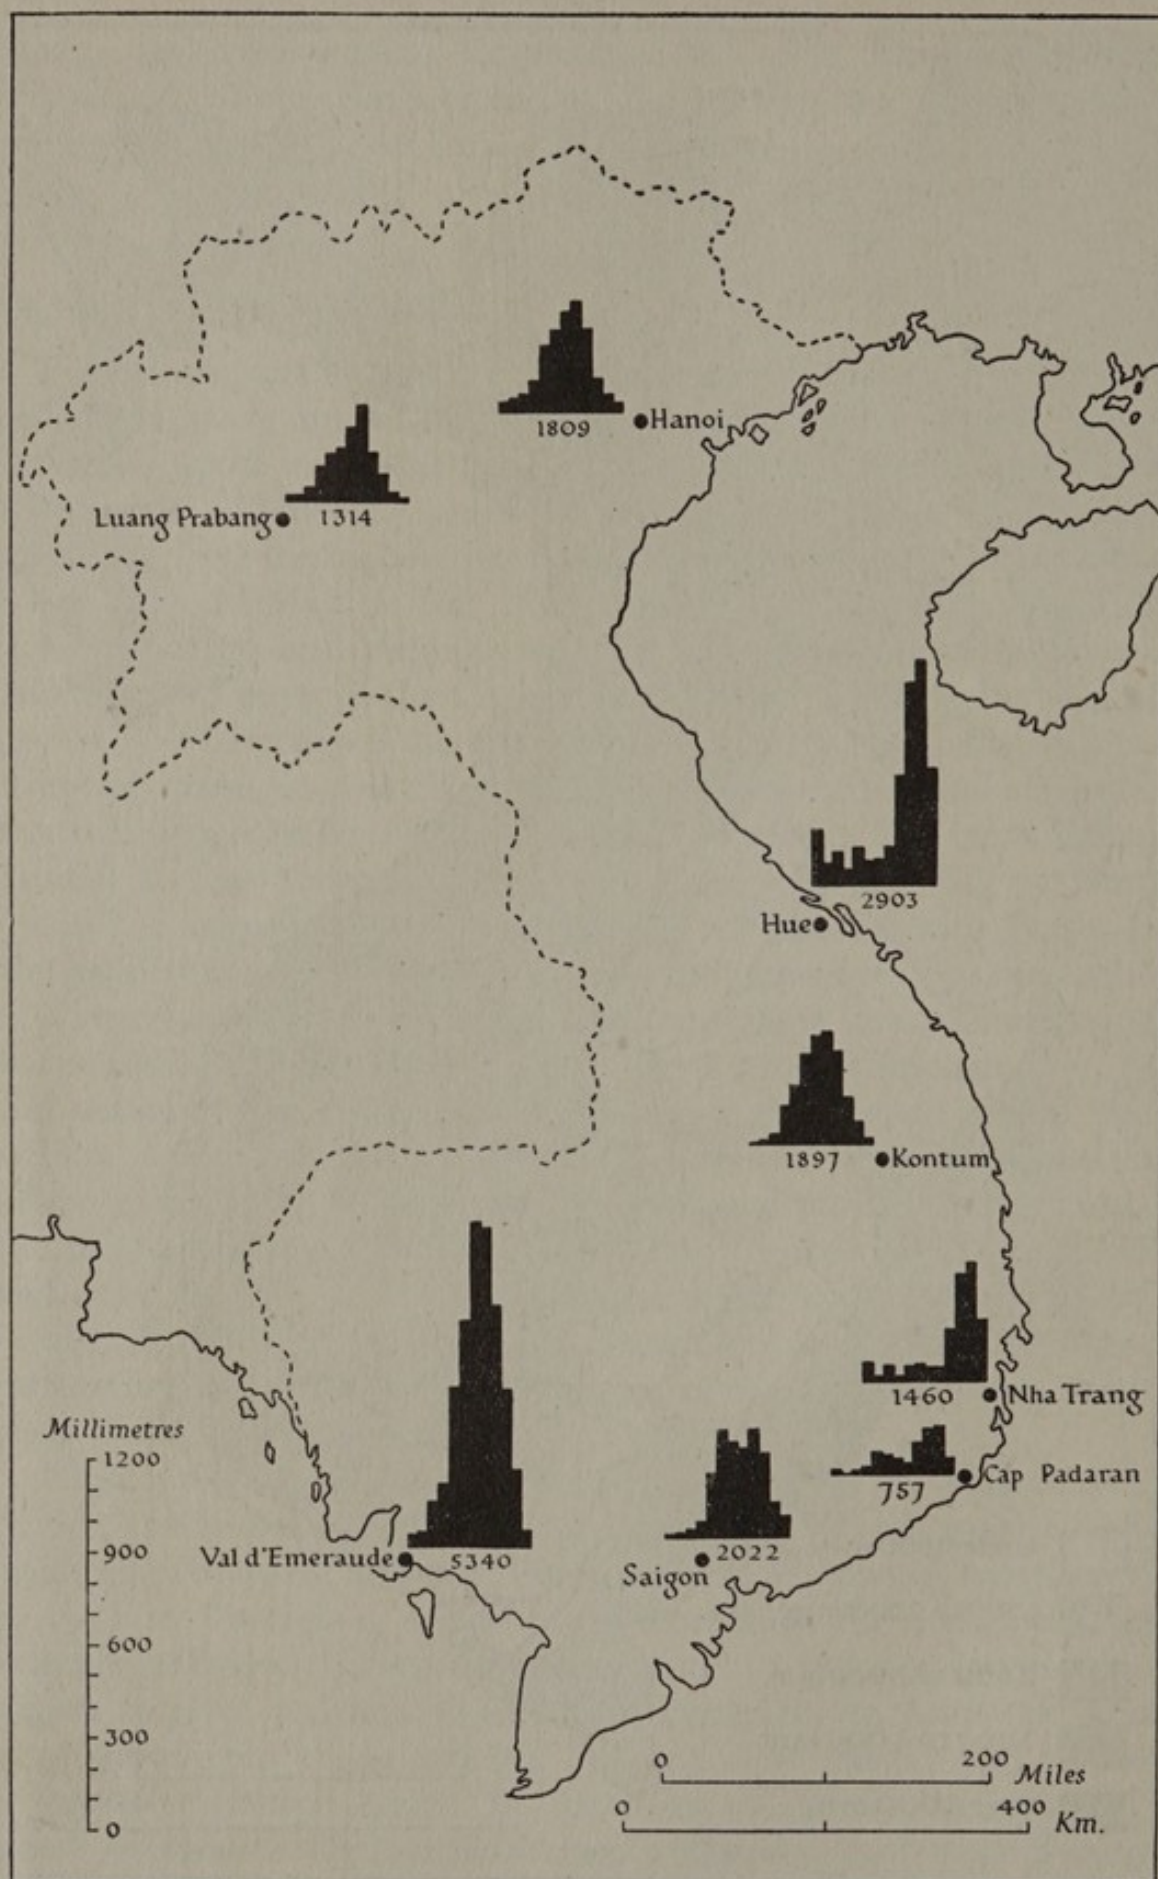 Hanoi
1809
Luang Prabang
1314
2903
Hue
1897
Kontum
1460
Nha Trang
Millimetres
1200
757
Cap Padaran
900
Val d'Emeraude
5340
2022
Saigon
600
300
0
0 200 Miles
0 400 Km.